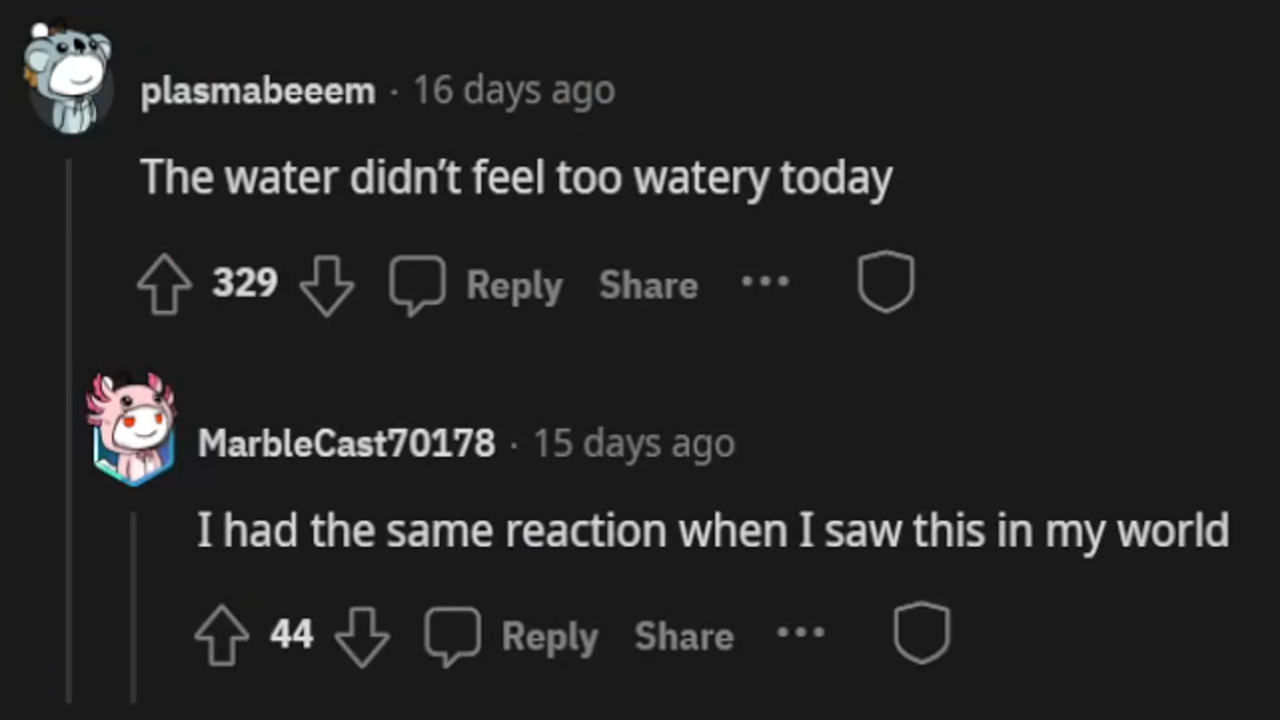 plasmabeeem · 16 days ago
The water didn’t feel too watery today
329 Reply Share ···
MarbleCast70178 · 15 days ago
I had the same reaction when I saw this in my world
44 Reply Share ···